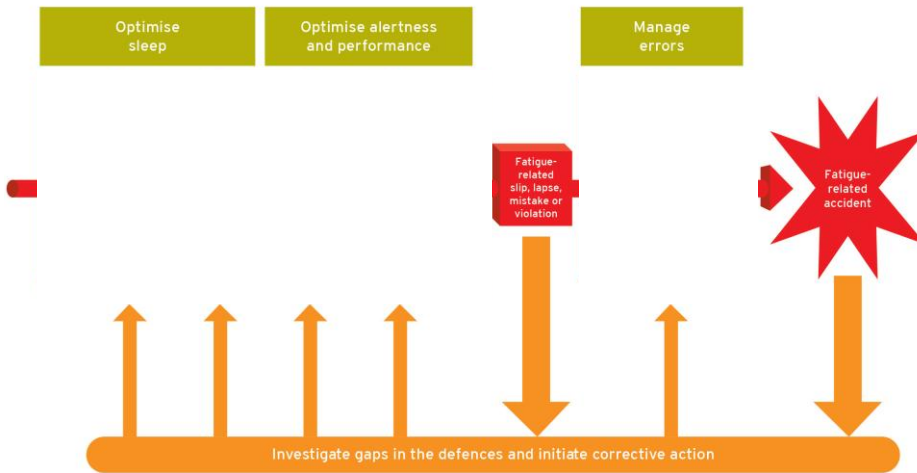 Optimise
sleep
Optimise alertness
and performance
Manage
errors
Fatigue-
related
slip, lapse,
mistake or
violation
Fatigue-
related
accident
Investigate gaps in the defences and initiate corrective action